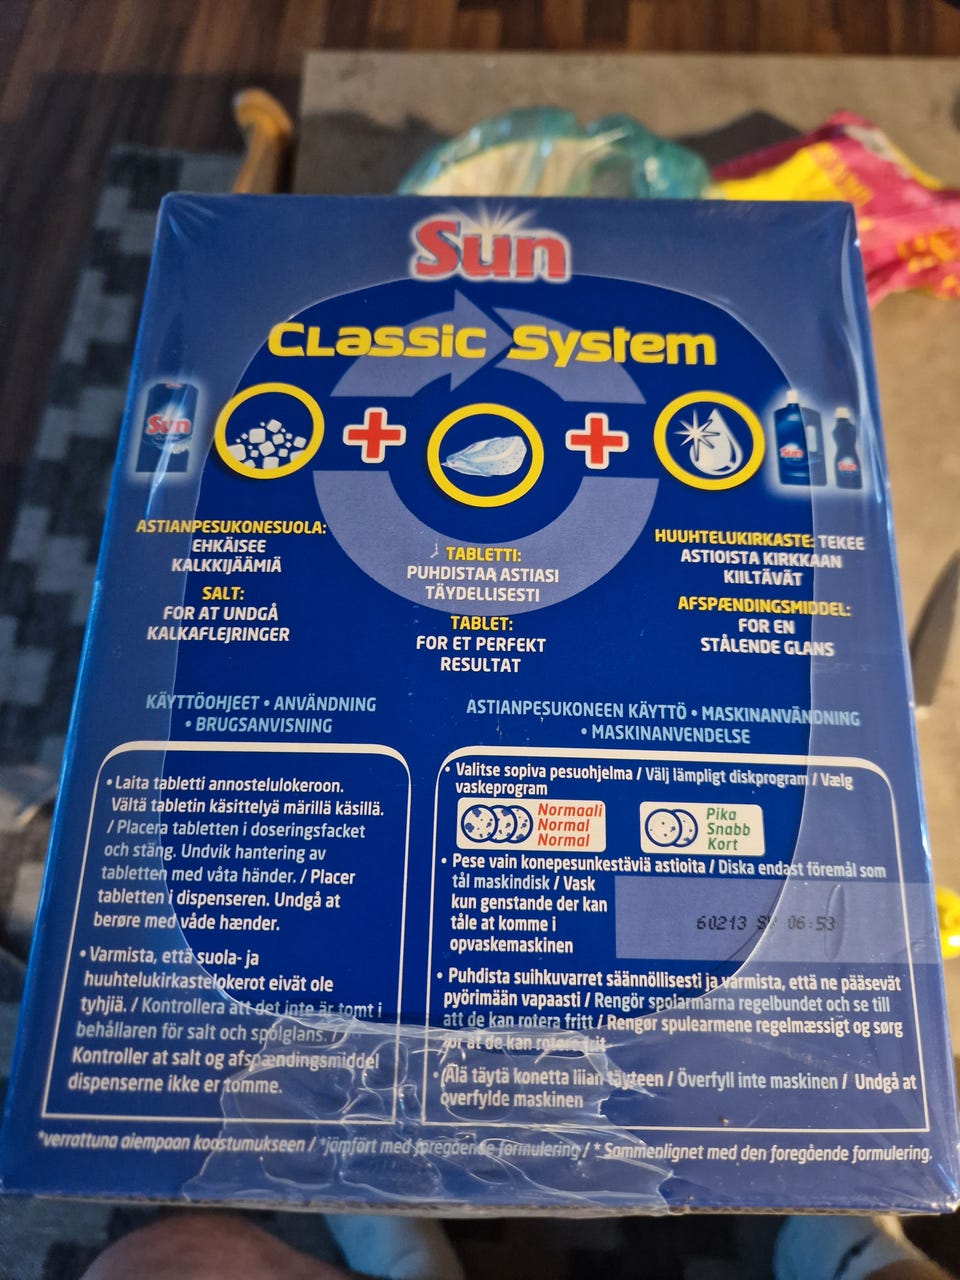 Sun
Classic System
Sun
Sun
ASTIANPESUKONESUOLA:
EHKÄISEE
KALKKIJÄÄMIÄ
SALT:
FOR AT UNDGÅ
KALKAFLEJRINGER
TABLETTI:
PUHDISTAA ASTIASI
TÄYDELLISESTI
TABLET:
FOR ET PERFEKT
RESULTAT
HUUHTELUKIRKASTE: TEKEE
ASTIOISTA KIRKKAAN
KIILTÄVÄT
AFSPÆNDINGSMIDDEL:
FOR EN
STÅLENDE GLANS
KÄYTTÖOHJEET • ANVÄNDNING
• BRUGSANVISNING
• Laita tabletti annostelulokeroon.
Vältä tabletin käsittelyä märillä käsillä.
/ Placera tabletten i doseringsfacket
och stäng. Undvik hantering av
tabletten med våta händer. / Placer
tabletten i dispenseren. Undgå at
berøre med våde hænder.
• Varmista, että suola- ja
huuhtelukirkastelokerot eivät ole
tyhjiä. / Kontrollera att det inte är tomt i
behållaren för salt och spolglans. /
Kontroller at salt og afspændingsmiddel
dispenserne ikke er tomme.
ASTIANPESUKONEEN KÄYTTÖ • MASKINANVÄNDNING
• MASKINANVENDELSE
• Valitse sopiva pesuohjelma / Välj lämpligt diskprogram / Vælg
vaskeprogram
Normaali
Normal
Normal
Pika
Snabb
Kort
• Pese vain konepesunkestäviä astioita / Diska endast föremål som
tål maskindisk / Vask
kun genstande der kan
tåle at komme i
opvaskemaskinen
60213 06:53
• Puhdista suihkuvarret säännöllisesti ja varmista, että ne pääsevät
pyörimään vapaasti / Rengör spolarmarna regelbundet och se till
att de kan rotera fritt / Rengør spulearmene regelmæssigt og sørg
for at de kan rotere frit
• Älä täytä konetta liian täyteen / Överfyll inte maskinen / Undgå at
overfylde maskinen
*verrattuna aiempaan koostumukseen / *jämfört med föregående formulering / * Sammenlignet med den foregående formulering.